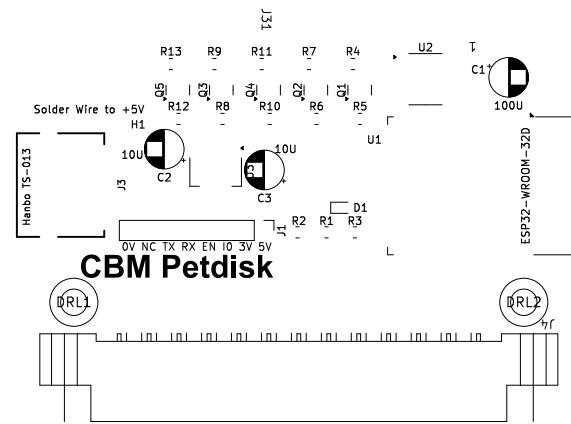 J31
R13 R9 R11 R7 R4
U2 1
C1 +
Q5 Q3 Q4 Q2 Q1
100U
Solder Wire to +5V
R12 R8 R10 R6 R5
H1
U1
10U 10U
Hanbo TS-013
J3
U3
C2 +
C3 +
ESP32-WROOM-32D
D1
J1
R2 R1 R3
0V NC TX RX EN IO 3V 5V
CBM Petdisk
DRL1 DRL2
J4